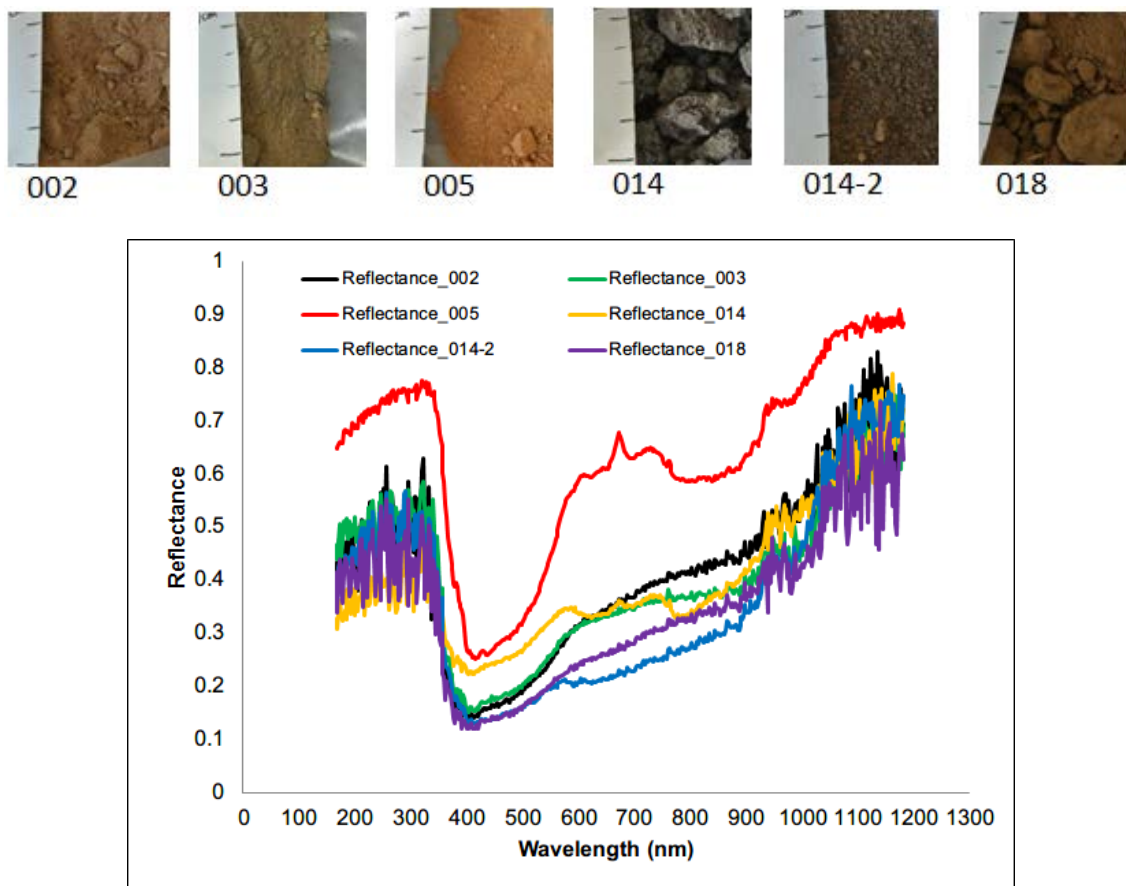 002 003 005 014 014-2 018
Reflectance_002 Reflectance_003
Reflectance_005 Reflectance_014
Reflectance_014-2 Reflectance_018
1
0.9
0.8
0.7
0.6
0.5
0.4
0.3
0.2
0.1
0
Reflectance
0 100 200 300 400 500 600 700 800 900 1000 1100 1200 1300
Wavelength (nm)